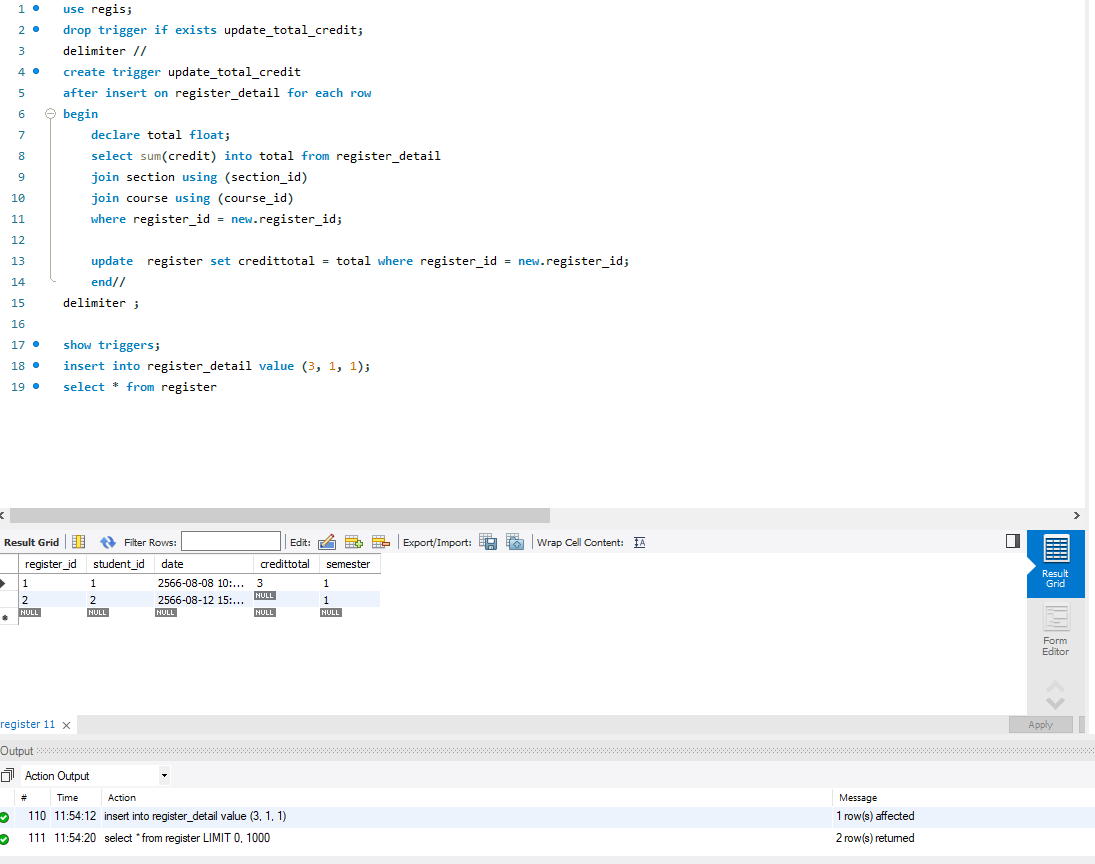 1 use regis;
2 drop trigger if exists update_total_credit;
3 delimiter //
4 create trigger update_total_credit
5 after insert on register_detail for each row
6 begin
7 declare total float;
8 select sum(credit) into total from register_detail
9 join section using (section_id)
10 join course using (course_id)
11 where register_id = new.register_id;
12
13 update  register set credittotal = total where register_id = new.register_id;
14 end//
15 delimiter ;
16
17 show triggers;
18 insert into register_detail value (3, 1, 1);
19 select * from register
Result Grid Filter Rows: Edit: Export/Import: Wrap Cell Content: IA
register_id student_id date credittotal semester
1 1 2566-08-08 10:... 3 1
2 2 2566-08-12 15:... NULL 1
NULL NULL NULL NULL NULL
Result
Grid
Form
Editor
register 11
Apply
Output
Action Output
# Time Action Message
110 11:54:12 insert into register_detail value (3, 1, 1) 1 row(s) affected
111 11:54:20 select * from register LIMIT 0, 1000 2 row(s) returned